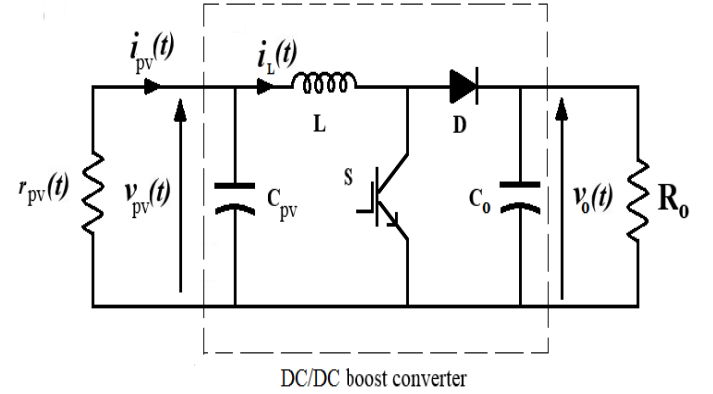 i_pv(t)
i_L(t)
L
D
r_pv(t)
v_pv(t)
C_pv
S
C_o
v_o(t)
R_o
DC/DC boost converter